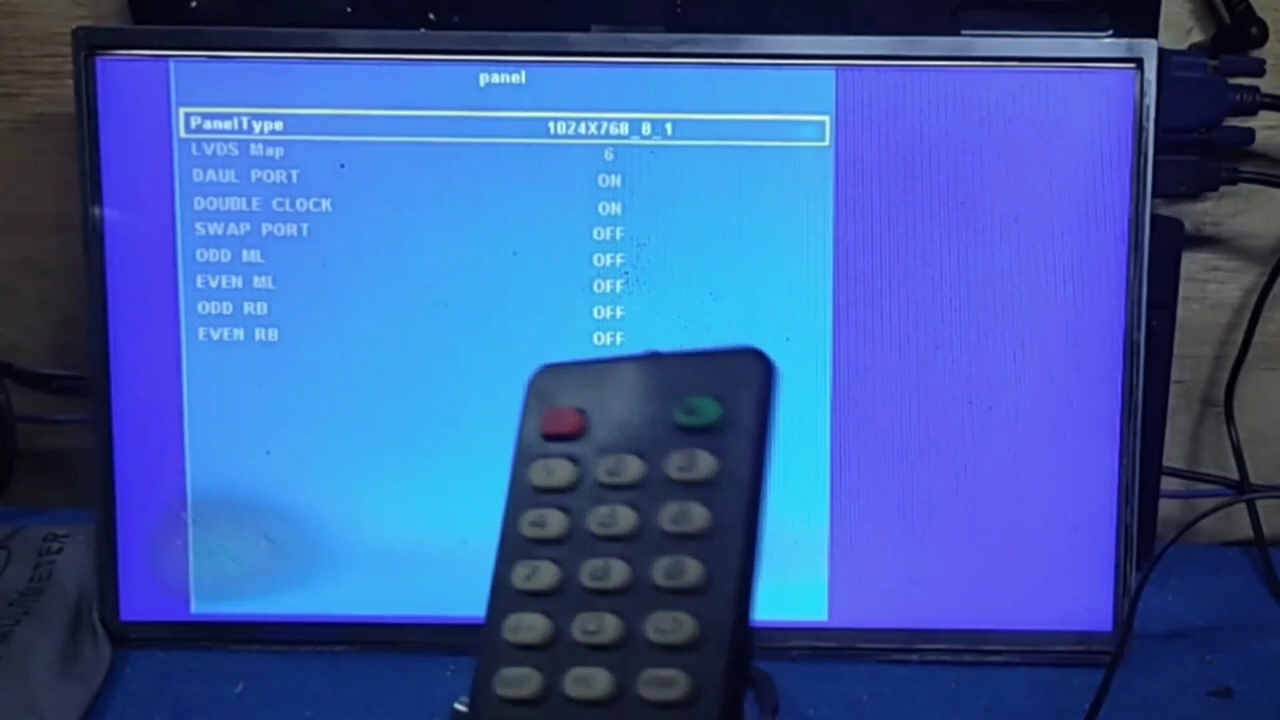 panel
PanelType 1024X768_8_1
LVDS Map 6
DAUL PORT ON
DOUBLE CLOCK ON
SWAP PORT OFF
ODD ML OFF
EVEN ML OFF
ODD RB OFF
EVEN RB OFF